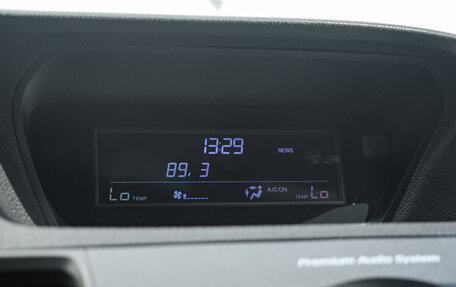 13:29 NEWS
89.3
Lo TEMP A/C ON TEMP Lo
Premium Audio System